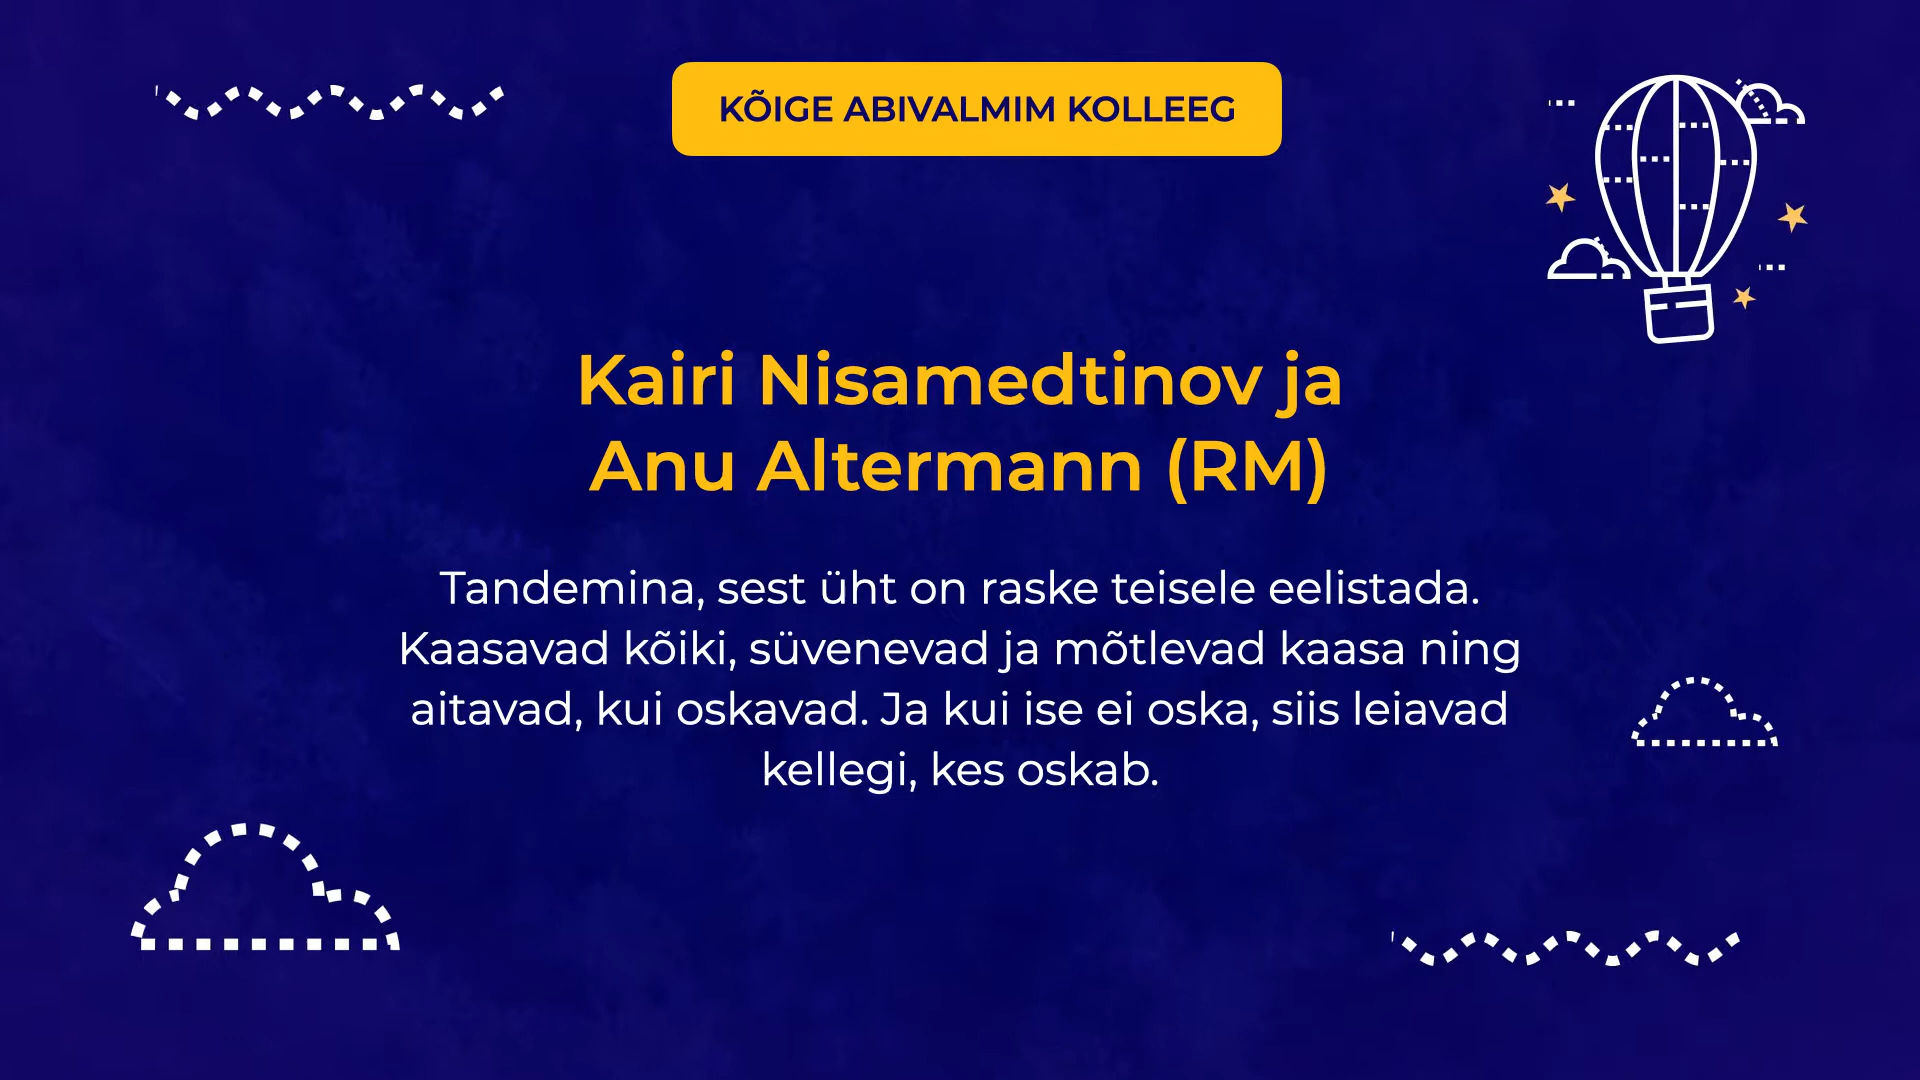 KÕIGE ABIVALMIM KOLLEEG
Kairi Nisamedtinov ja
Anu Altermann (RM)
Tandemina, sest üht on raske teisele eelistada.
Kaasavad kõiki, süvenevad ja mõtlevad kaasa ning
aitavad, kui oskavad. Ja kui ise ei oska, siis leiavad
kellegi, kes oskab.